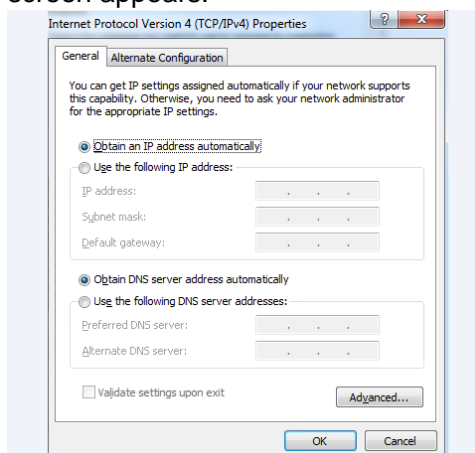 screen appears.
Internet Protocol Version 4 (TCP/IPv4) Properties
General
Alternate Configuration
You can get IP settings assigned automatically if your network supports
this capability. Otherwise, you need to ask your network administrator
for the appropriate IP settings.
Obtain an IP address automatically
Use the following IP address:
IP address:
Subnet mask:
Default gateway:
Obtain DNS server address automatically
Use the following DNS server addresses:
Preferred DNS server:
Alternate DNS server:
Validate settings upon exit
Advanced...
OK
Cancel